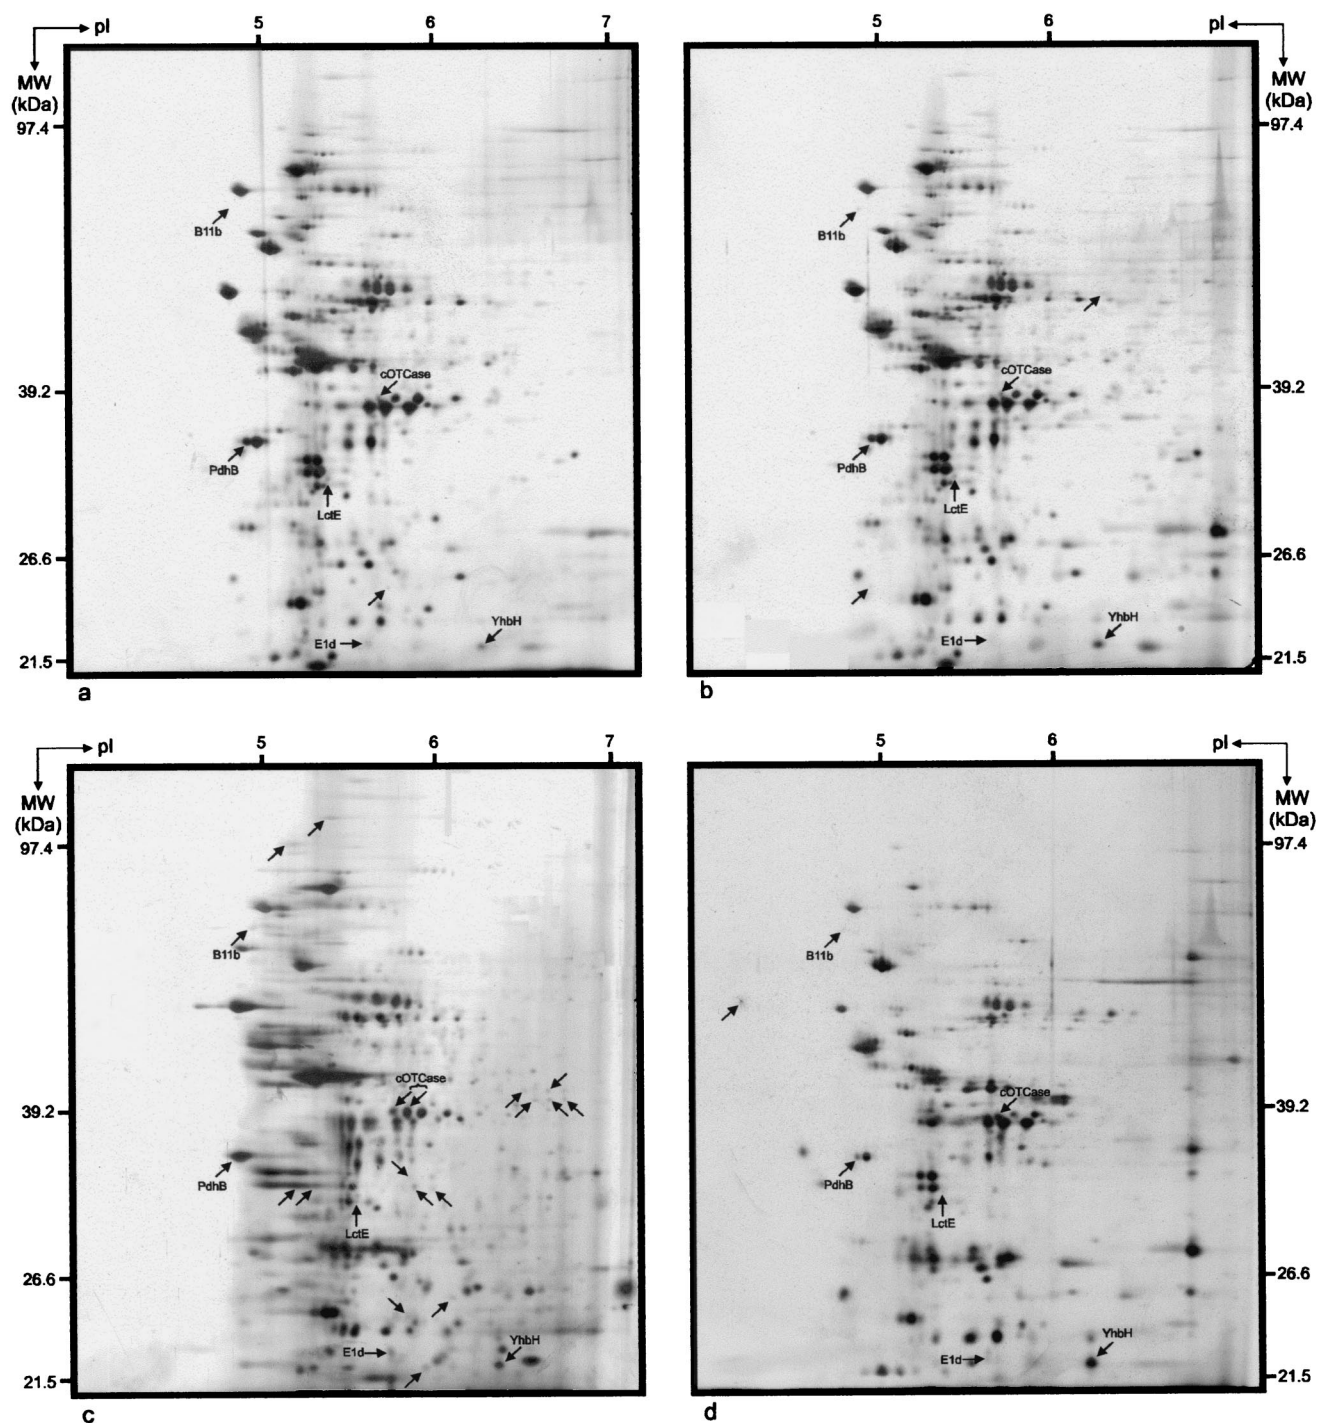 pI
5
6
7
MW
(kDa)
97.4
B11b
cOTCase
39.2
PdhB
LctE
26.6
E1d
YhbH
21.5
a
5
6
pI
MW
(kDa)
97.4
B11b
cOTCase
39.2
PdhB
LctE
26.6
E1d
YhbH
21.5
b
pI
5
6
7
MW
(kDa)
97.4
B11b
cOTCase
39.2
PdhB
LctE
26.6
E1d
YhbH
21.5
c
5
6
pI
MW
(kDa)
97.4
B11b
cOTCase
39.2
PdhB
LctE
26.6
E1d
YhbH
21.5
d